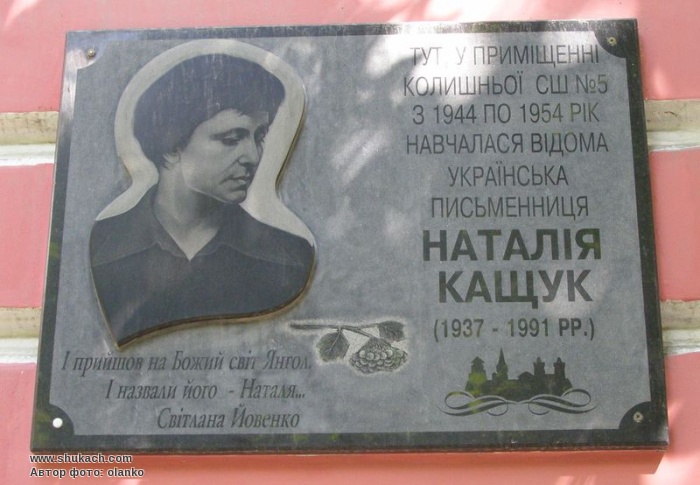 ТУТ, У ПРИМІЩЕННІ
КОЛИШНЬОЇ СШ №5
З 1944 ПО 1954 РІК
НАВЧАЛАСЯ ВІДОМА
УКРАЇНСЬКА
ПИСЬМЕННИЦЯ
НАТАЛІЯ
КАЩУК
(1937 - 1991 РР.)
І прийшов на Божий світ Янгол,
І назвали його - Наталя...
Світлана Йовенко
www.shukach.com
Автор фото: olanko